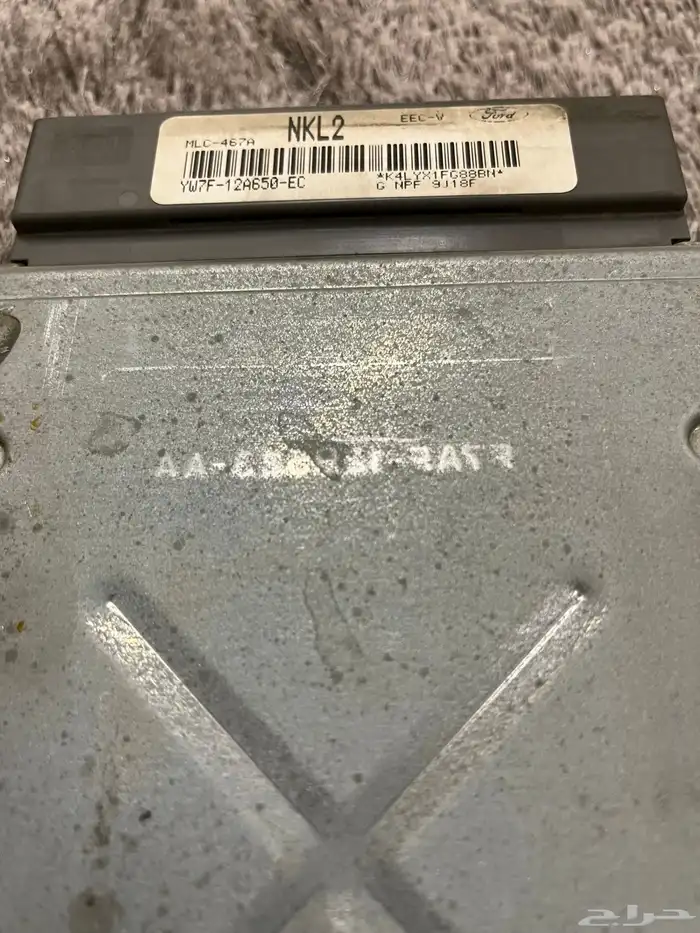 MLC-467A NKL2 EEC-V Ford
YW7F-12A650-EC *K4LYX1FG88BN*
G NPF 9J18F
حراج